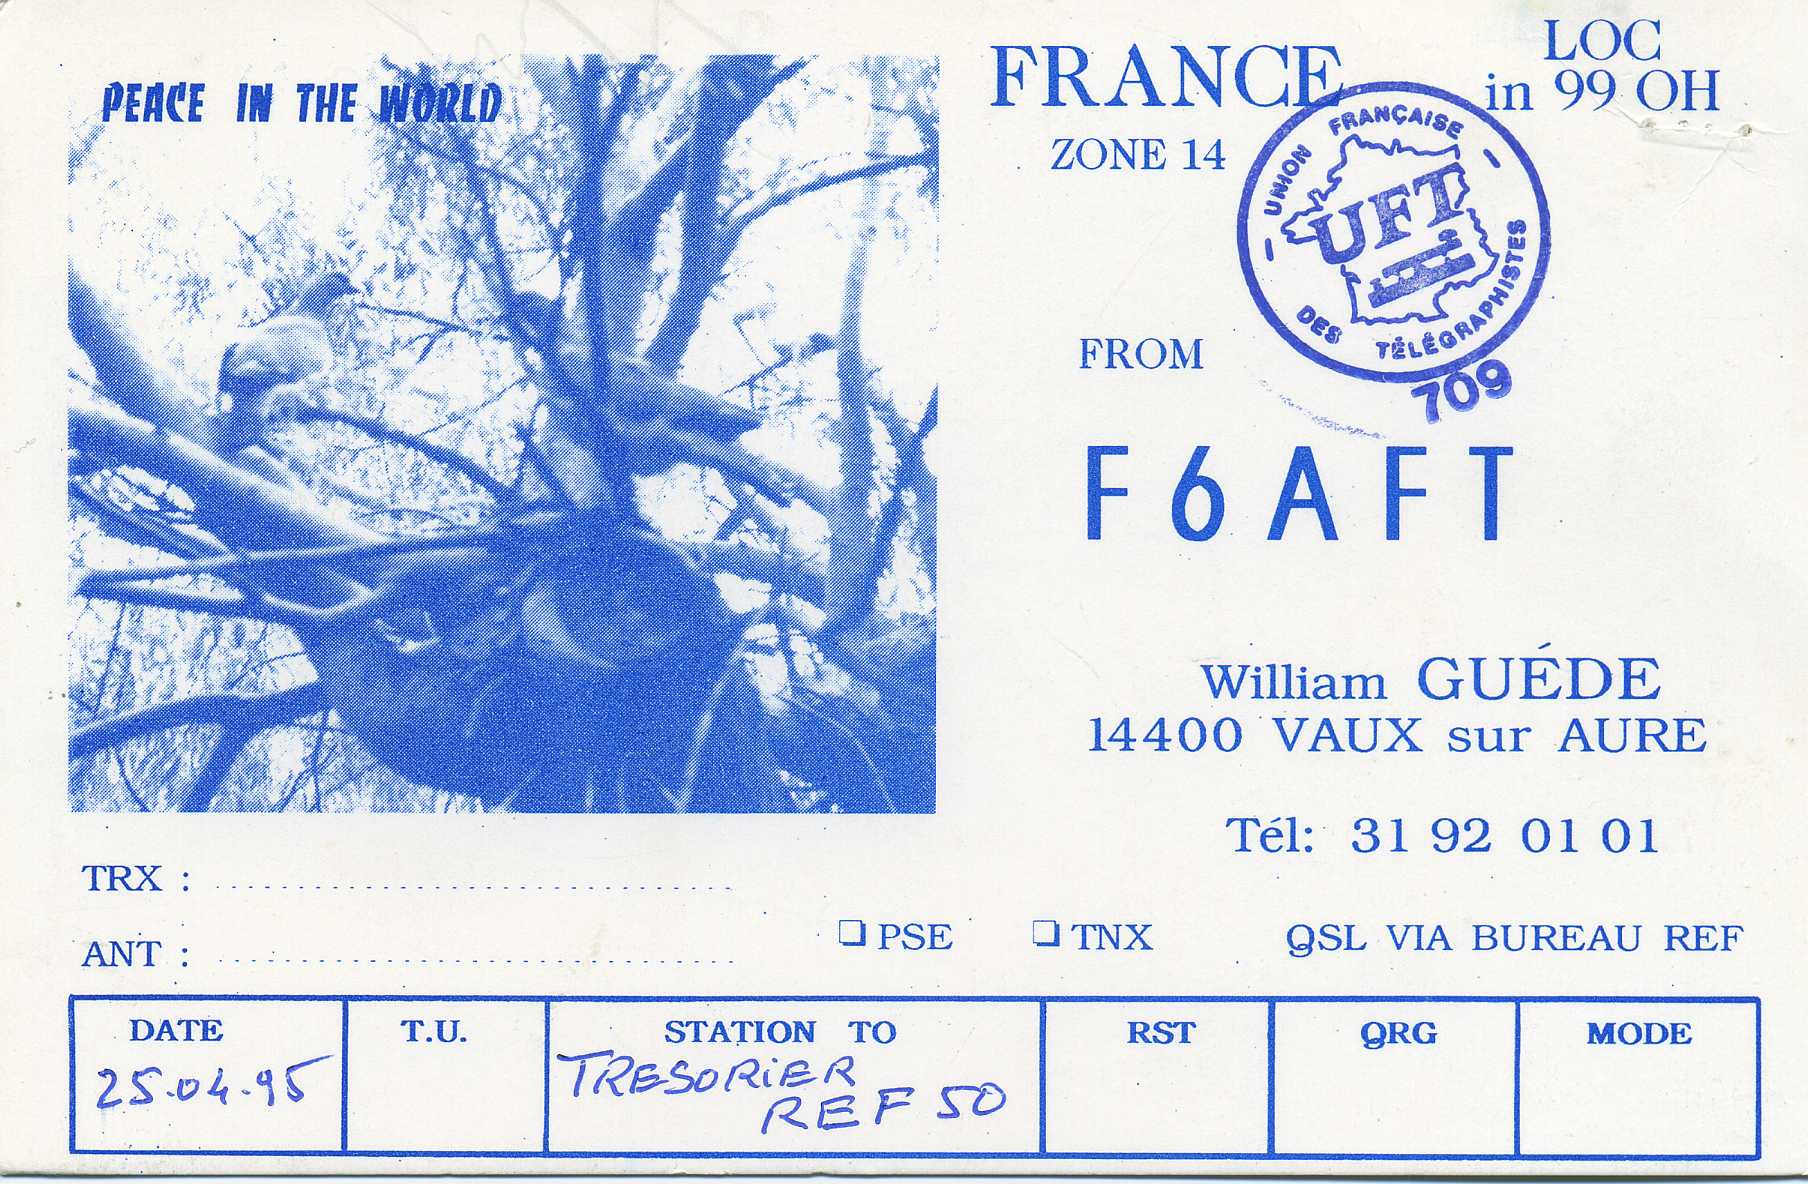 PEACE IN THE WORLD
FRANCE
ZONE 14
LOC
in 99 OH
UNION FRANÇAISE
DES TÉLÉGRAPHISTES
UFT
709
FROM
F6AFT
William GUÉDE
14400 VAUX sur AURE
Tél: 31 92 01 01
TRX :
ANT :
PSE
TNX
QSL VIA BUREAU REF
DATE T.U. STATION TO RST QRG MODE
25.04.95 TRESORIER
REF 50